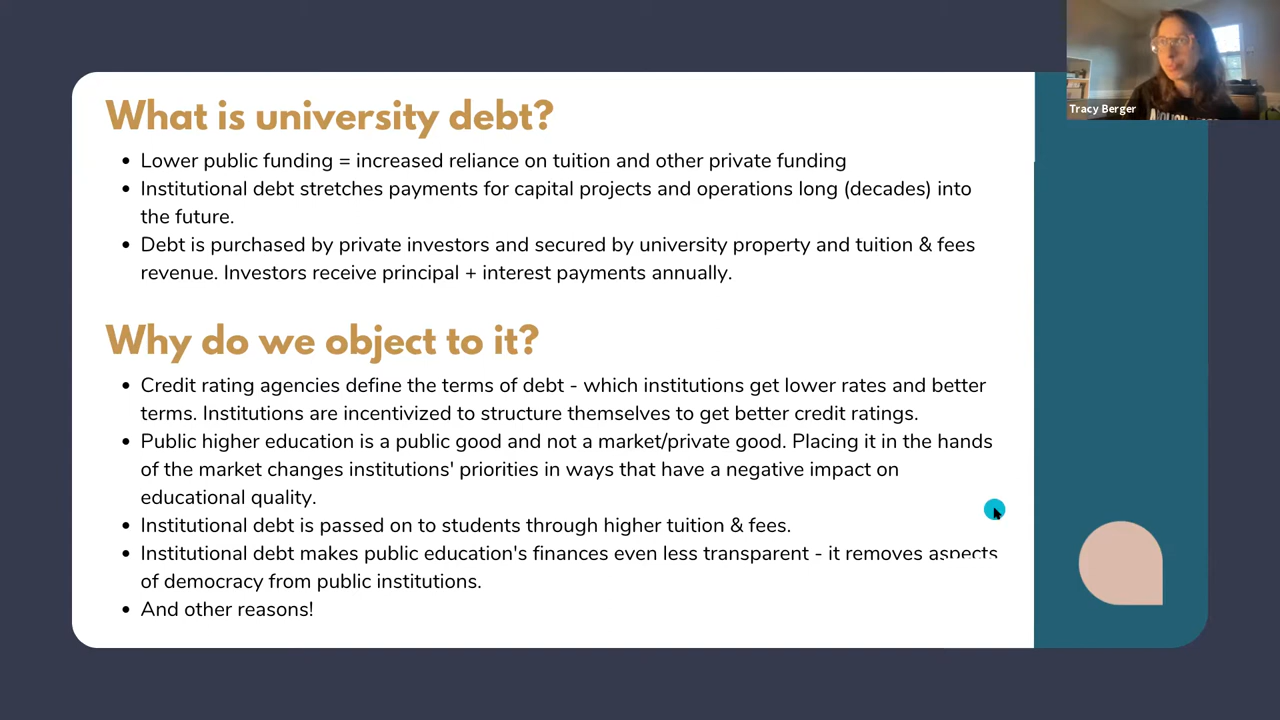 What is university debt?
• Lower public funding = increased reliance on tuition and other private funding
• Institutional debt stretches payments for capital projects and operations long (decades) into
the future.
• Debt is purchased by private investors and secured by university property and tuition & fees
revenue. Investors receive principal + interest payments annually.
Why do we object to it?
• Credit rating agencies define the terms of debt - which institutions get lower rates and better
terms. Institutions are incentivized to structure themselves to get better credit ratings.
• Public higher education is a public good and not a market/private good. Placing it in the hands
of the market changes institutions' priorities in ways that have a negative impact on
educational quality.
• Institutional debt is passed on to students through higher tuition & fees.
• Institutional debt makes public education's finances even less transparent - it removes aspects
of democracy from public institutions.
• And other reasons!
Tracy Berger